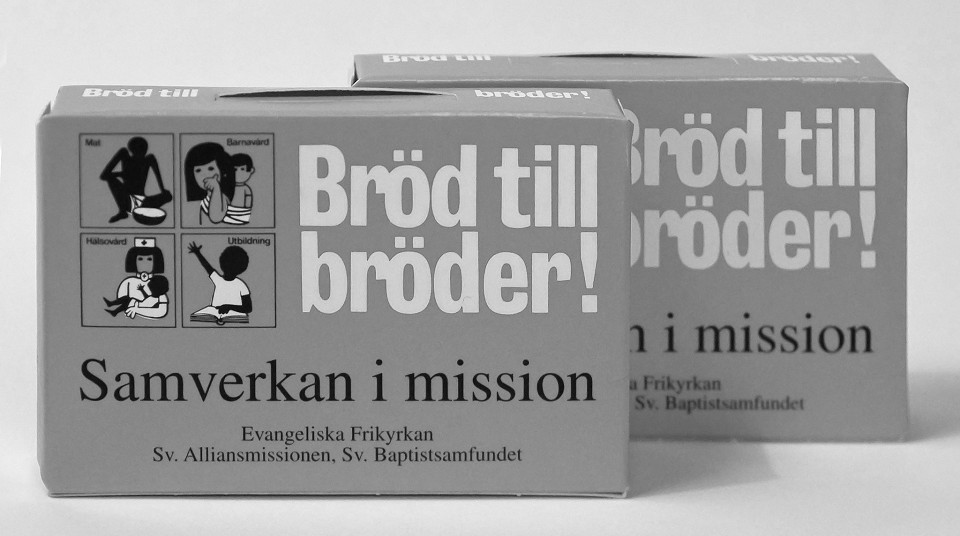 Bröd till bröder!
Mat Barnavård
Hälsovård Utbildning
Bröd till
bröder!
Samverkan i mission
Evangeliska Frikyrkan
Sv. Alliansmissionen, Sv. Baptistsamfundet
Bröd till bröder!
Bröd till
bröder!
i mission
Frikyrkan
Sv. Baptistsamfundet